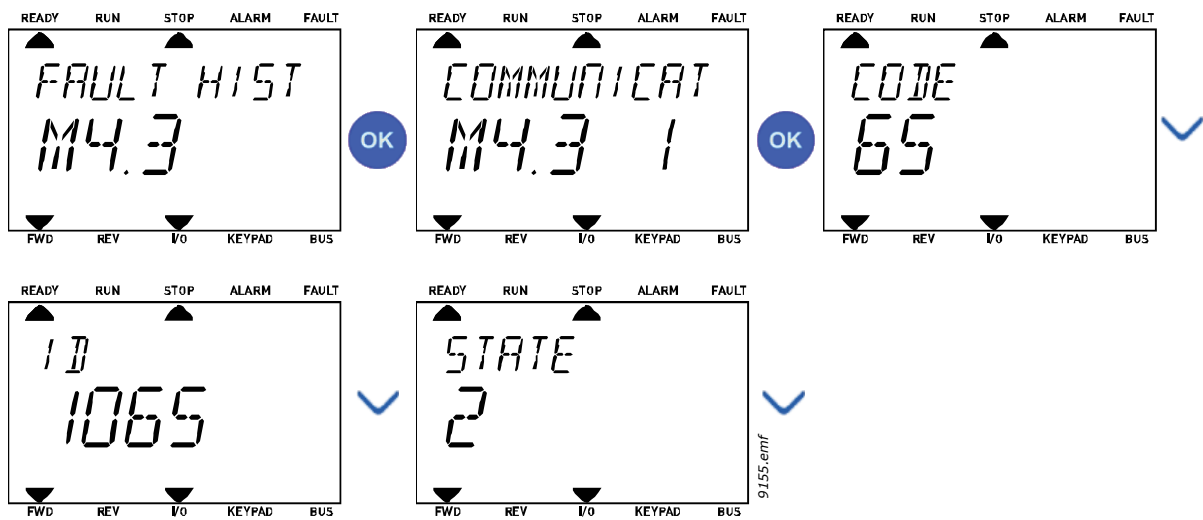 READY RUN STOP ALARM FAULT
FAULT HIST
M4.3
FWD REV I/O KEYPAD BUS
OK
READY RUN STOP ALARM FAULT
COMMUNICAT
M4.3 1
FWD REV I/O KEYPAD BUS
OK
READY RUN STOP ALARM FAULT
CODE
65
FWD REV I/O KEYPAD BUS
READY RUN STOP ALARM FAULT
ID
1065
FWD REV I/O KEYPAD BUS
READY RUN STOP ALARM FAULT
STATE
2
FWD REV I/O KEYPAD BUS
9155.emf